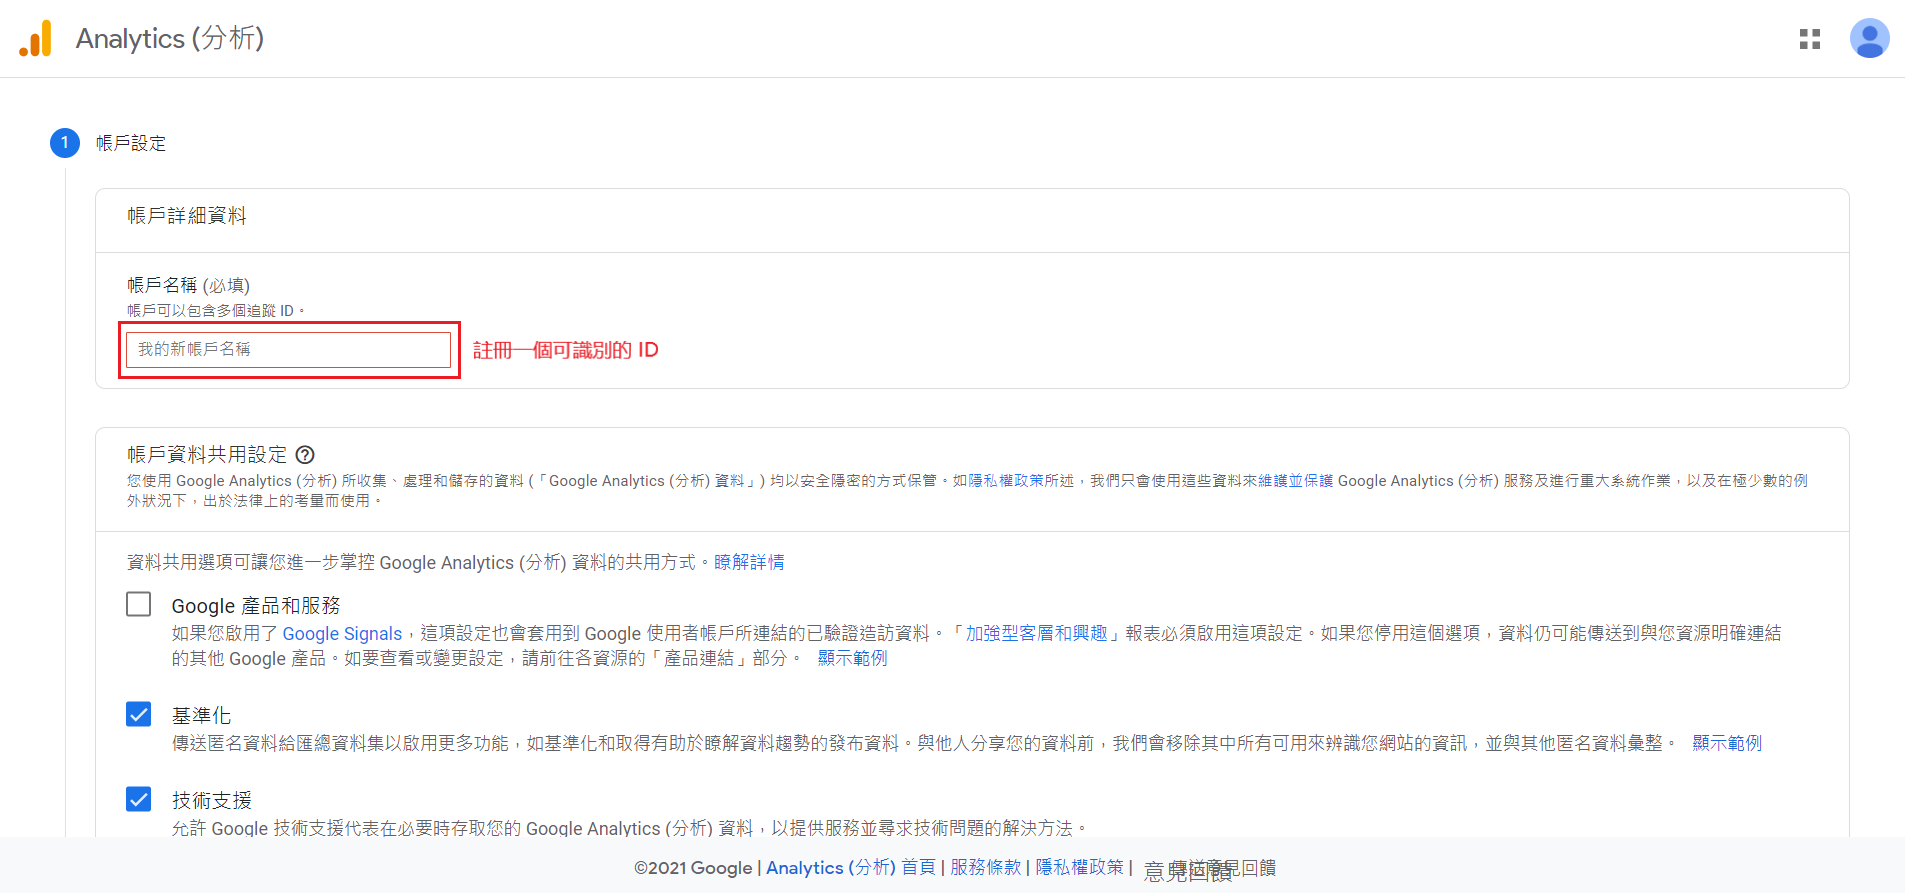 Analytics (分析)
1 帳戶設定
帳戶詳細資料
帳戶名稱 (必填)
帳戶可以包含多個追蹤 ID。
我的新帳戶名稱
註冊一個可識別的 ID
帳戶資料共用設定 ?
您使用 Google Analytics (分析) 所收集、處理和儲存的資料 (「Google Analytics (分析) 資料」) 均以安全隱密的方式保管。如隱私權政策所述，我們只會使用這些資料來維護並保護 Google Analytics (分析) 服務及進行重大系統作業，以及在極少數的例
外狀況下，出於法律上的考量而使用。
資料共用選項可讓您進一步掌控 Google Analytics (分析) 資料的共用方式。瞭解詳情
Google 產品和服務
如果您啟用了 Google Signals，這項設定也會套用到 Google 使用者帳戶所連結的已驗證造訪資料。「加強型客層和興趣」報表必須啟用這項設定。如果您停用這個選項，資料仍可能傳送到與您資源明確連結
的其他 Google 產品。如要查看或變更設定，請前往各資源的「產品連結」部分。 顯示範例
基準化
傳送匿名資料給匯總資料集以啟用更多功能，如基準化和取得有助於瞭解資料趨勢的發布資料。與他人分享您的資料前，我們會移除其中所有可用來辨識您網站的資訊，並與其他匿名資料彙整。 顯示範例
技術支援
允許 Google 技術支援代表在必要時存取您的 Google Analytics (分析) 資料，以提供服務並尋求技術問題的解決方法。
©2021 Google | Analytics (分析) 首頁 | 服務條款 | 隱私權政策 | 意見回饋 傳送意見回饋